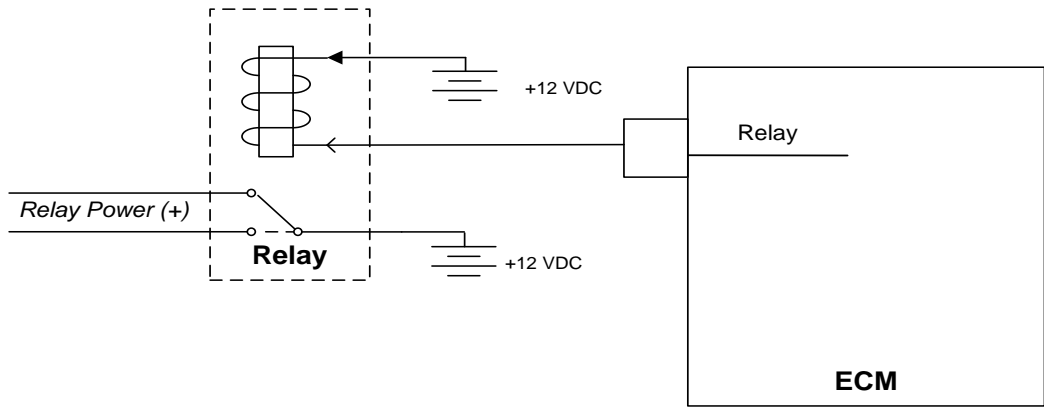 +12 VDC
Relay
Relay Power (+)
Relay
+12 VDC
ECM